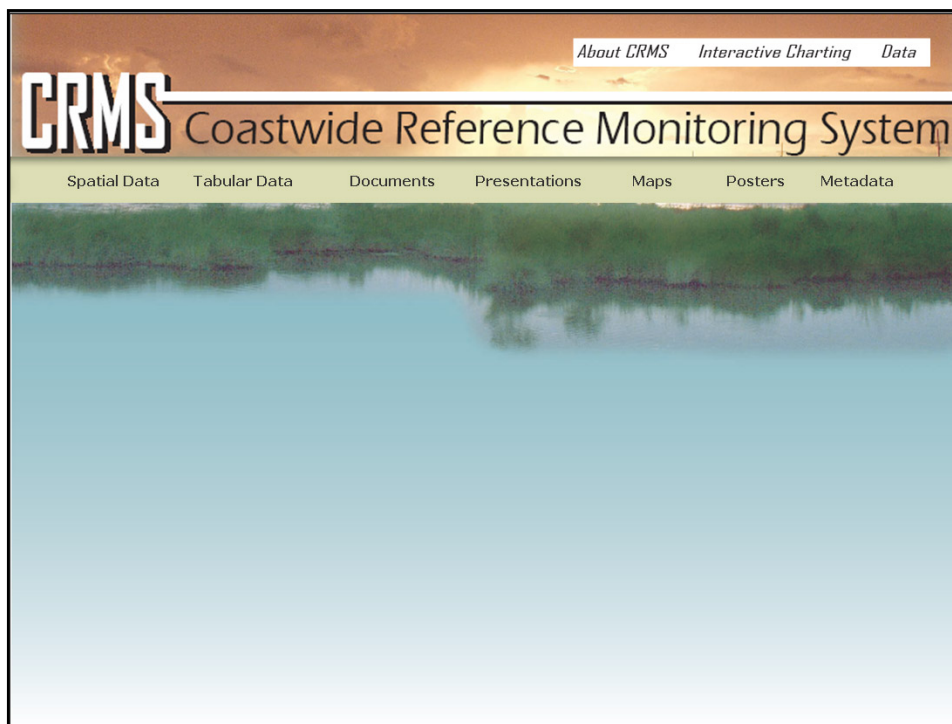 About CRMS Interactive Charting Data
CRMS Coastwide Reference Monitoring System
Spatial Data Tabular Data Documents Presentations Maps Posters Metadata